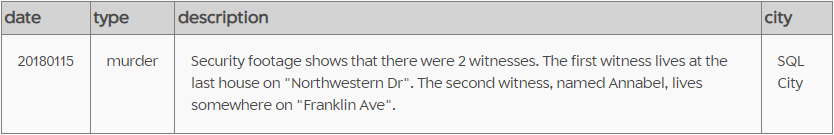 date type description city
20180115 murder Security footage shows that there were 2 witnesses. The first witness lives at the SQL
last house on "Northwestern Dr". The second witness, named Annabel, lives City
somewhere on "Franklin Ave".